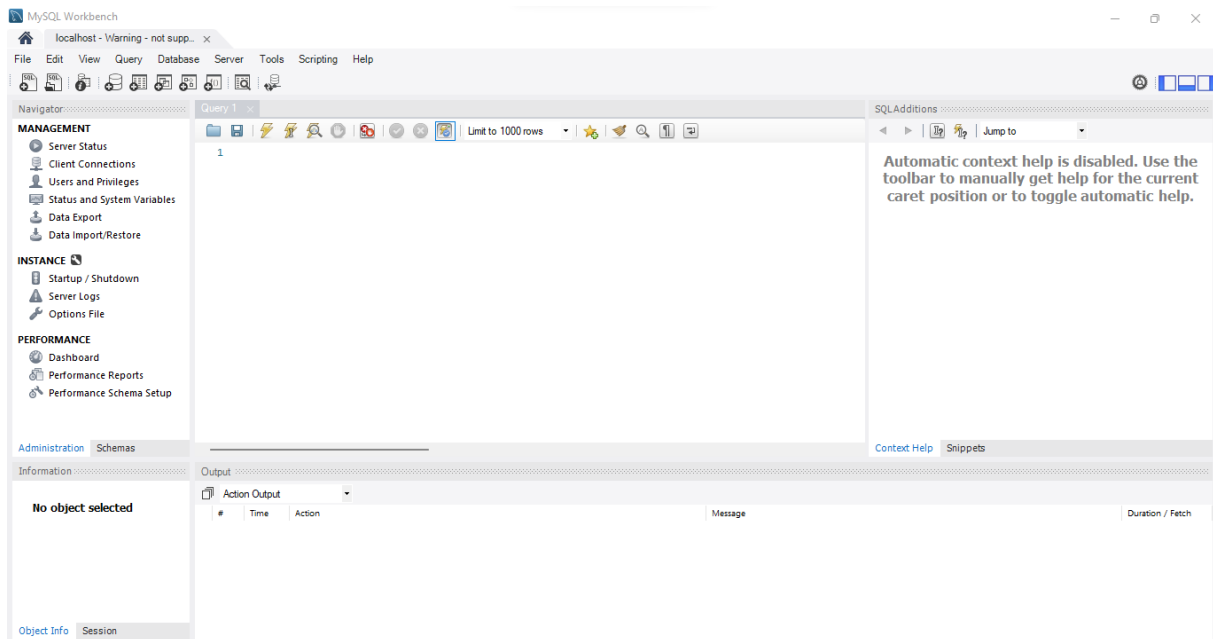 MySQL Workbench
localhost - Warning - not supp..
File Edit View Query Database Server Tools Scripting Help
Navigator
MANAGEMENT
Server Status
Client Connections
Users and Privileges
Status and System Variables
Data Export
Data Import/Restore
INSTANCE
Startup / Shutdown
Server Logs
Options File
PERFORMANCE
Dashboard
Performance Reports
Performance Schema Setup
Administration Schemas
Information
No object selected
Object Info Session
Query 1
Limit to 1000 rows
1
SQLAdditions
Jump to
Automatic context help is disabled. Use the
toolbar to manually get help for the current
caret position or to toggle automatic help.
Context Help Snippets
Output
Action Output
# Time Action Message Duration / Fetch